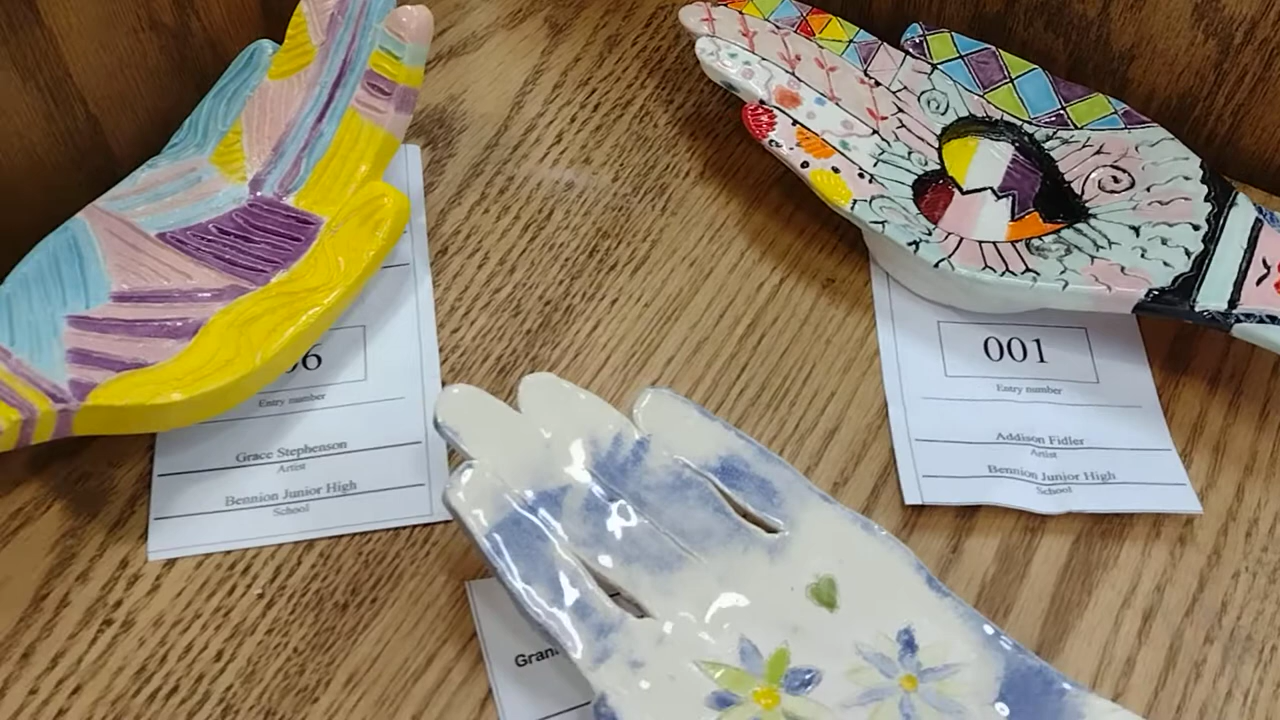 6
Entry number
Grace Stephenson
Artist
Bennion Junior High
School
001
Entry number
Addison Fidler
Artist
Bennion Junior High
School